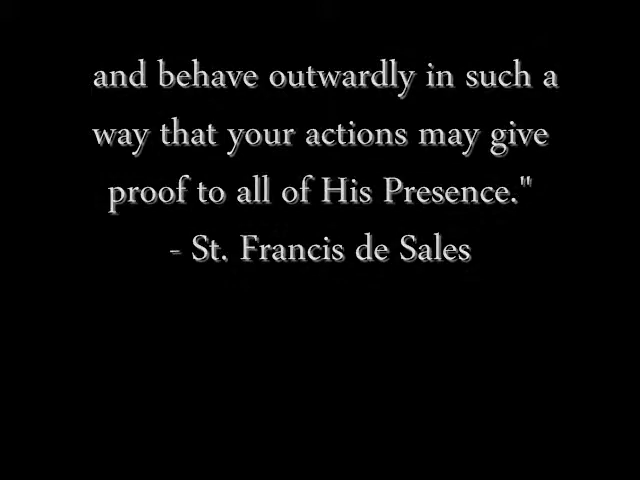 and behave outwardly in such a
way that your actions may give
proof to all of His Presence."
- St. Francis de Sales